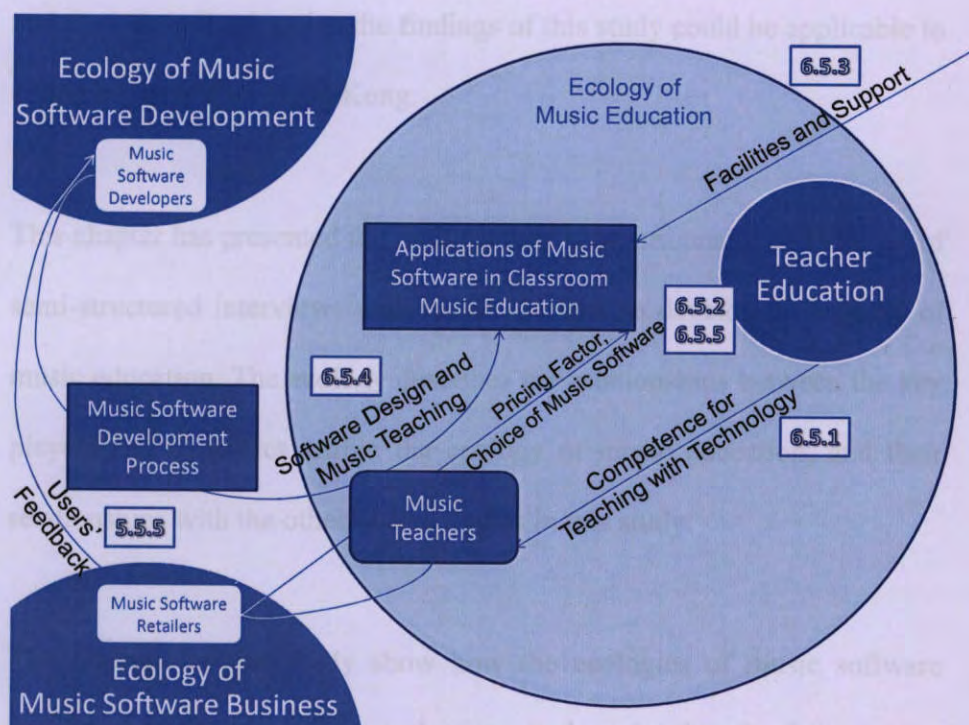 the findings of this study could be applicable to
Ecology of Music
Software Development
Music
Software
Developers
Ecology of
Music Education
6.5.3
Facilities and Support
This chapter has presented
semi-structured interviews
of
music education. The
between the key
Applications of Music
Software in Classroom
Music Education
Teacher
Education
6.5.2
6.5.5
6.5.4
Software Design and
Music Teaching
Pricing Factor,
Choice of Music Software
Competence for
Teaching with Technology
6.5.1
Music Software
Development
Process
Music
Teachers
and their
with the other
study.
Users'
Feedback
5.5.5
Music Software
Retailers
Ecology of
Music Software Business
show how the ecologies of music software